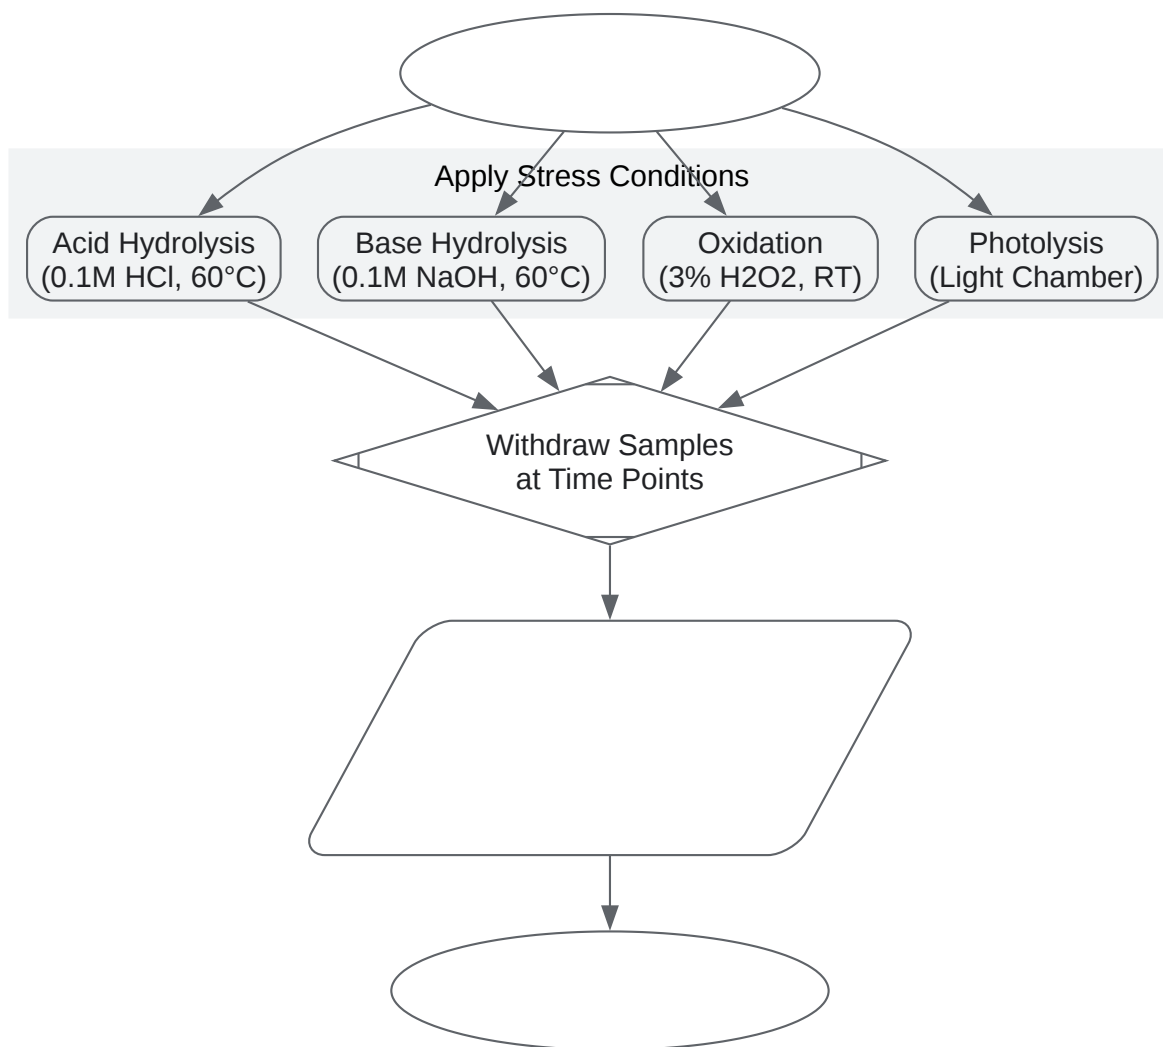 Apply Stress Conditions
Acid Hydrolysis
(0.1M HCl, 60°C)
Base Hydrolysis
(0.1M NaOH, 60°C)
Oxidation
(3% H2O2, RT)
Photolysis
(Light Chamber)
Withdraw Samples
at Time Points